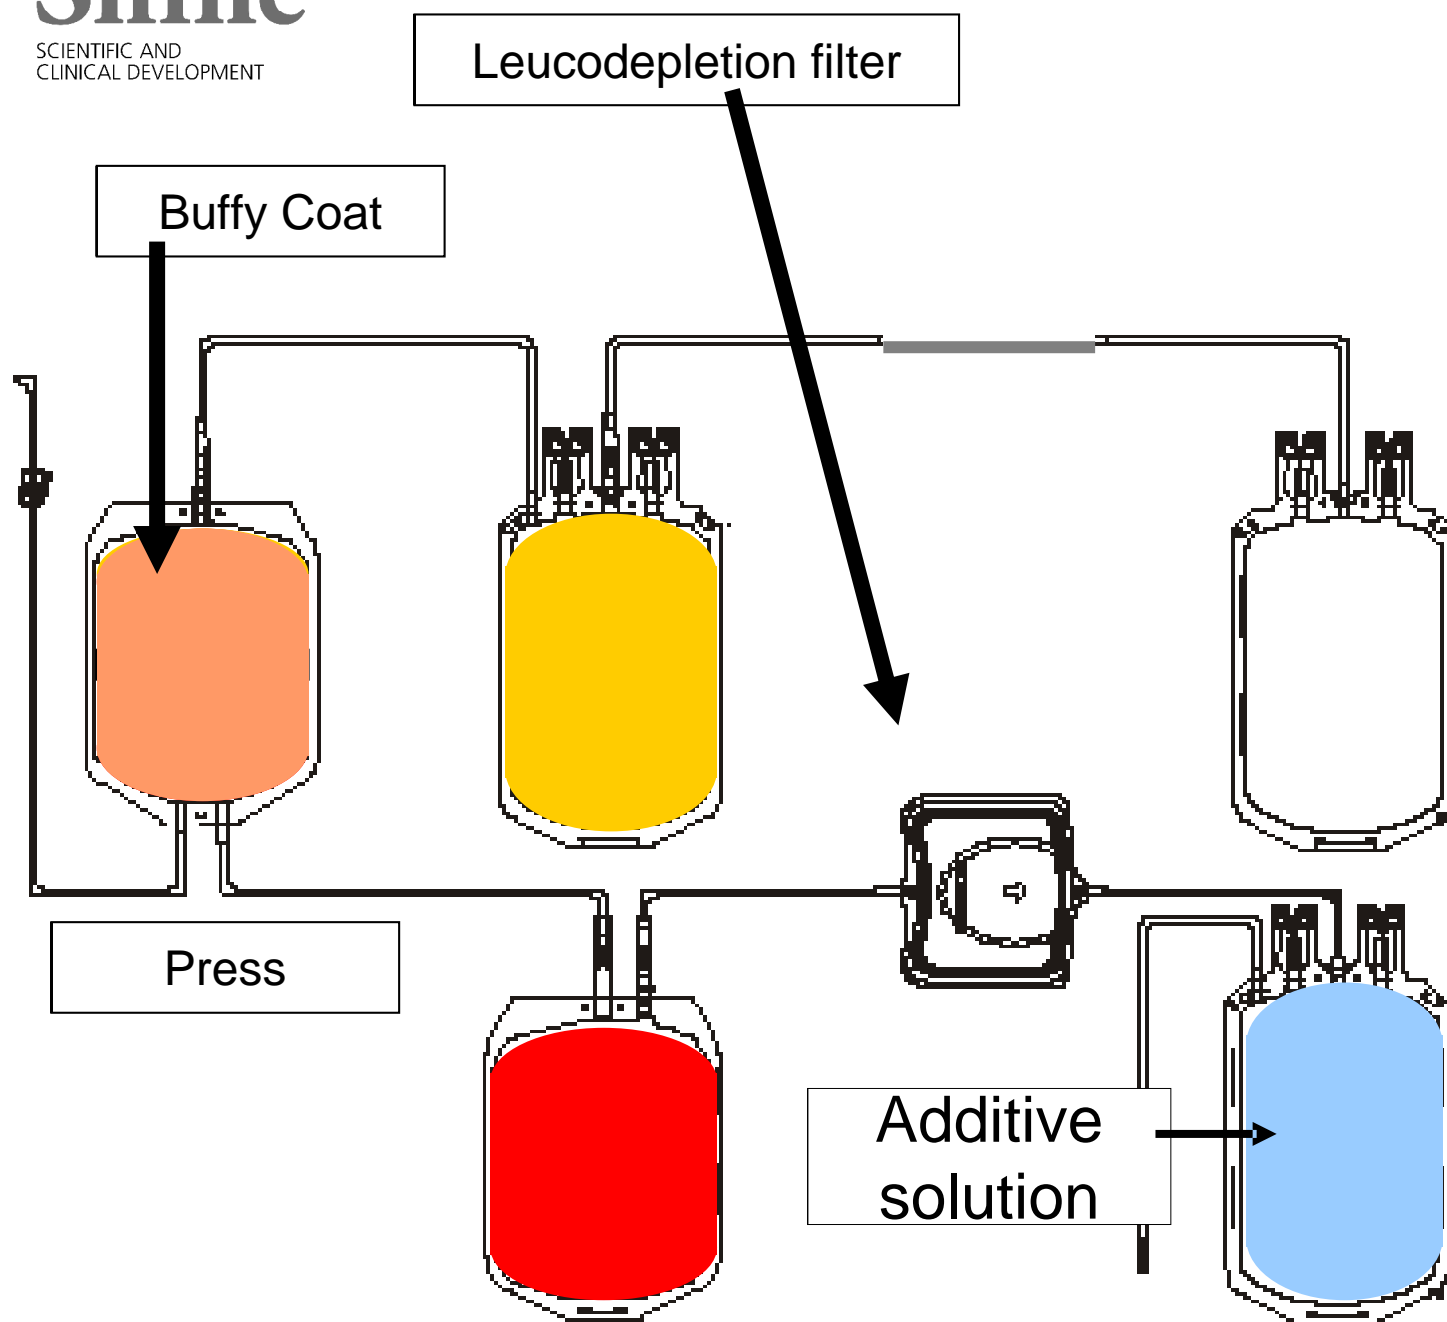 SCIENTIFIC AND
CLINICAL DEVELOPMENT
Leucodepletion filter
Buffy Coat
Press
Additive
solution